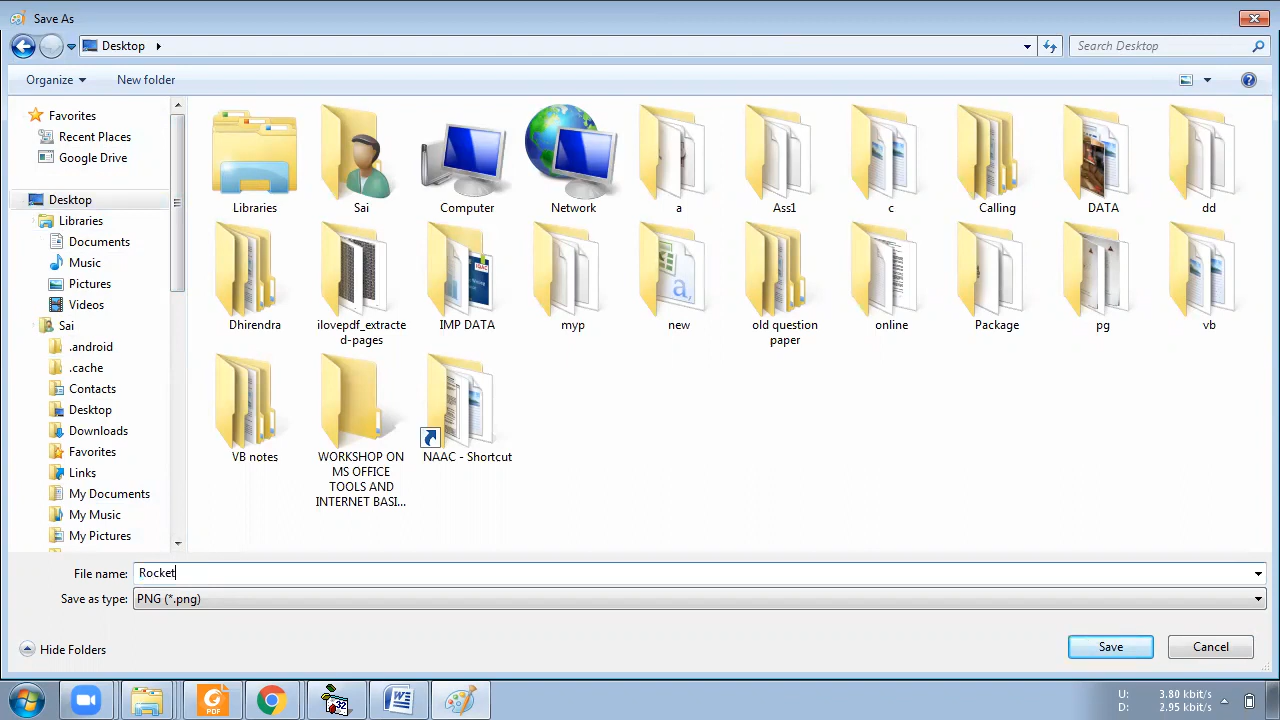 Save As
Desktop
Search Desktop
Organize
New folder
Favorites
Recent Places
Google Drive
Desktop
Libraries
Documents
Music
Pictures
Videos
Sai
.android
.cache
Contacts
Desktop
Downloads
Favorites
Links
My Documents
My Music
My Pictures
Libraries
Sai
Computer
Network
a
Ass1
c
Calling
DATA
dd
Dhirendra
ilovepdf_extracte
d-pages
IMP DATA
myp
new
old question
paper
online
Package
pg
vb
VB notes
WORKSHOP ON
MS OFFICE
TOOLS AND
INTERNET BASI...
NAAC - Shortcut
File name: Rocket
Save as type: PNG (*.png)
Hide Folders
Save
Cancel
PDF
32
U: 3.80 kbit/s
D: 2.95 kbit/s